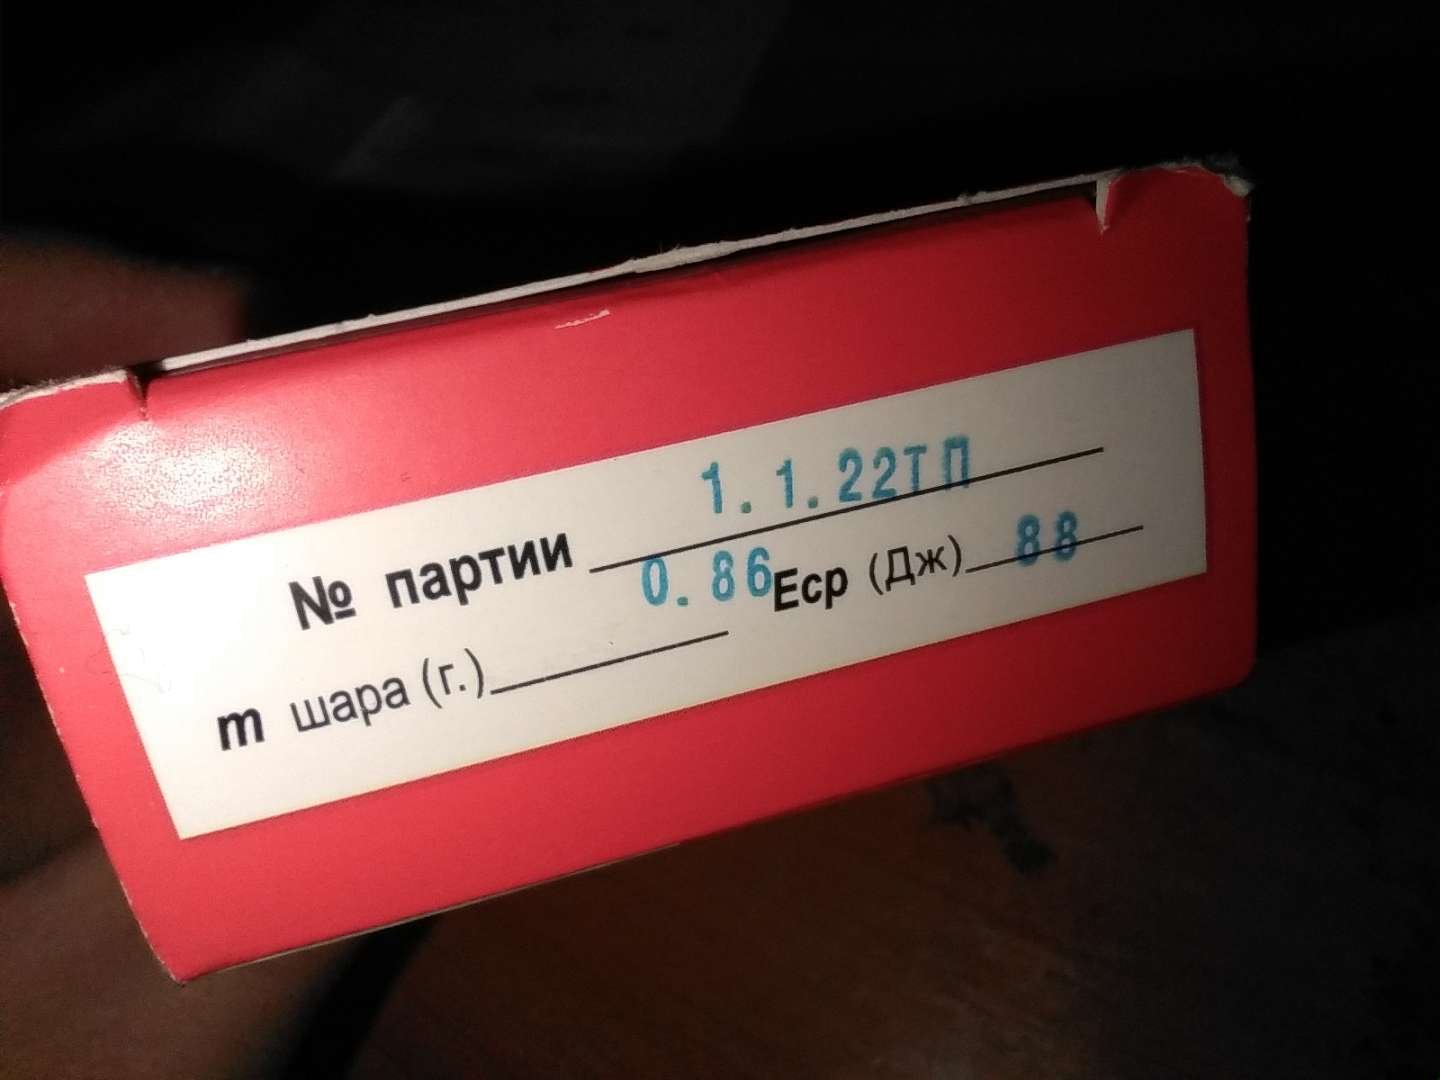 № партии 1.1.22ТП
m шара (г.) 0.86 Еср (Дж) 88